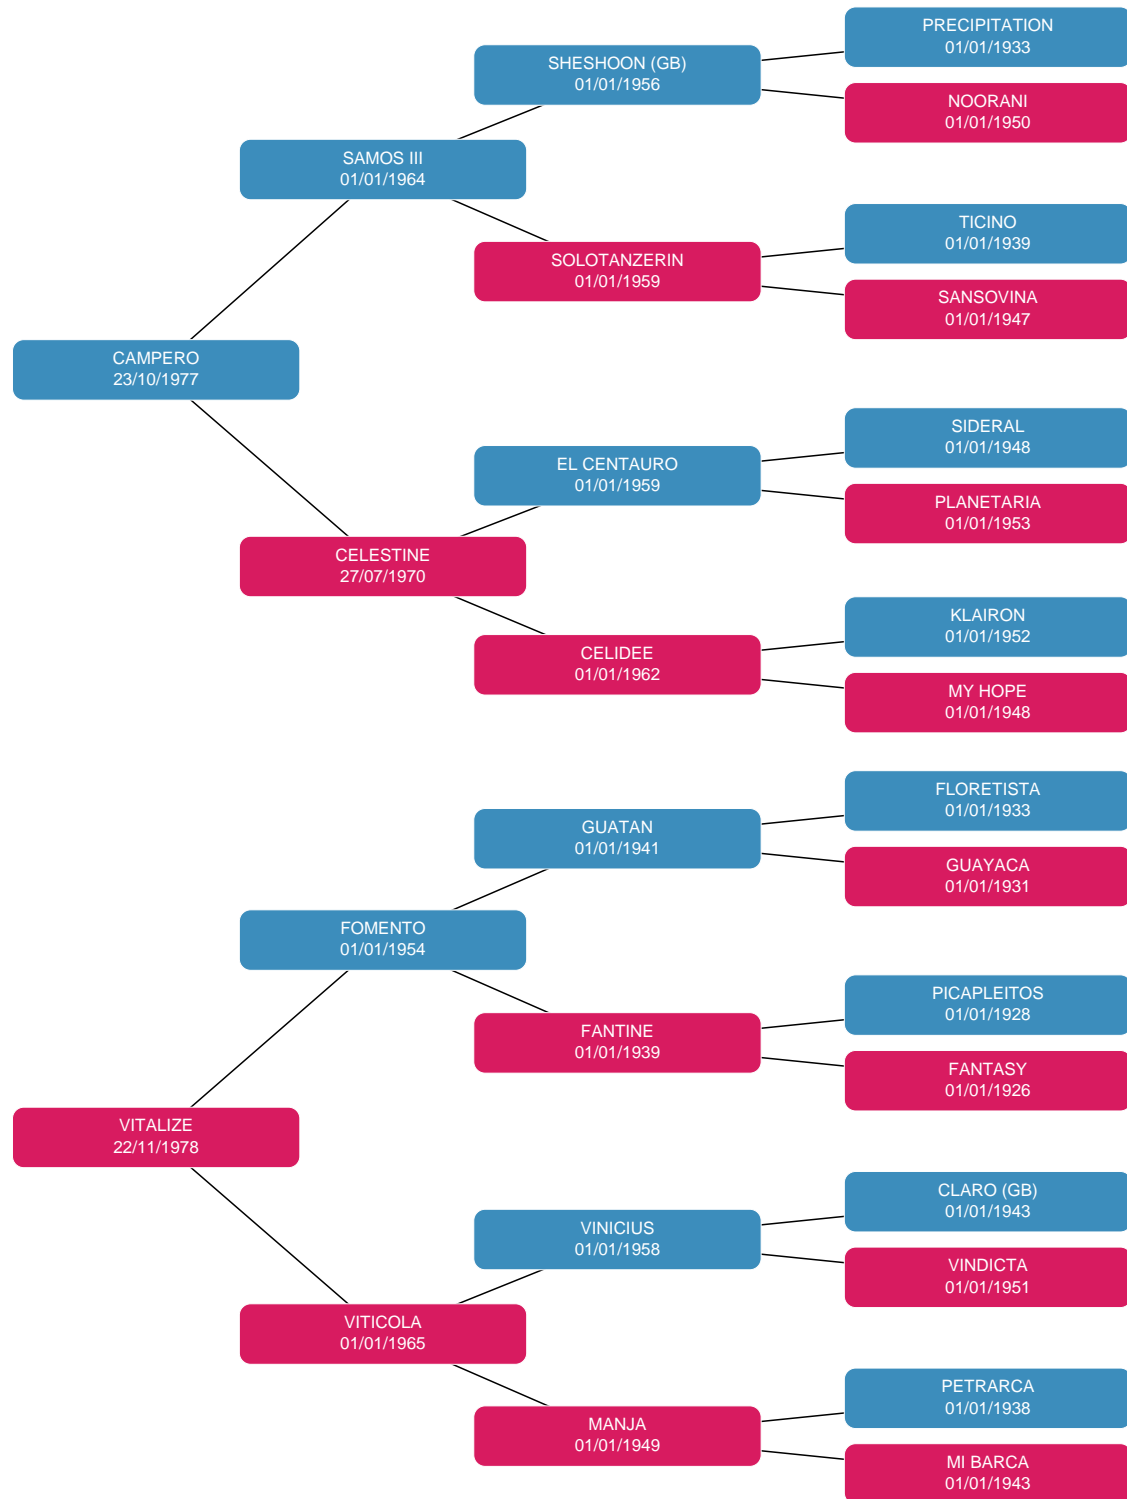 PRECIPITATION
01/01/1933
SHESHOON (GB)
01/01/1956
NOORANI
01/01/1950
SAMOS III
01/01/1964
TICINO
01/01/1939
SOLOTANZERIN
01/01/1959
SANSOVINA
01/01/1947
CAMPERO
23/10/1977
SIDERAL
01/01/1948
EL CENTAURO
01/01/1959
PLANETARIA
01/01/1953
CELESTINE
27/07/1970
KLAIRON
01/01/1952
CELIDEE
01/01/1962
MY HOPE
01/01/1948
FLORETISTA
01/01/1933
GUATAN
01/01/1941
GUAYACA
01/01/1931
FOMENTO
01/01/1954
PICAPLEITOS
01/01/1928
FANTINE
01/01/1939
FANTASY
01/01/1926
VITALIZE
22/11/1978
CLARO (GB)
01/01/1943
VINICIUS
01/01/1958
VINDICTA
01/01/1951
VITICOLA
01/01/1965
PETRARCA
01/01/1938
MANJA
01/01/1949
MI BARCA
01/01/1943